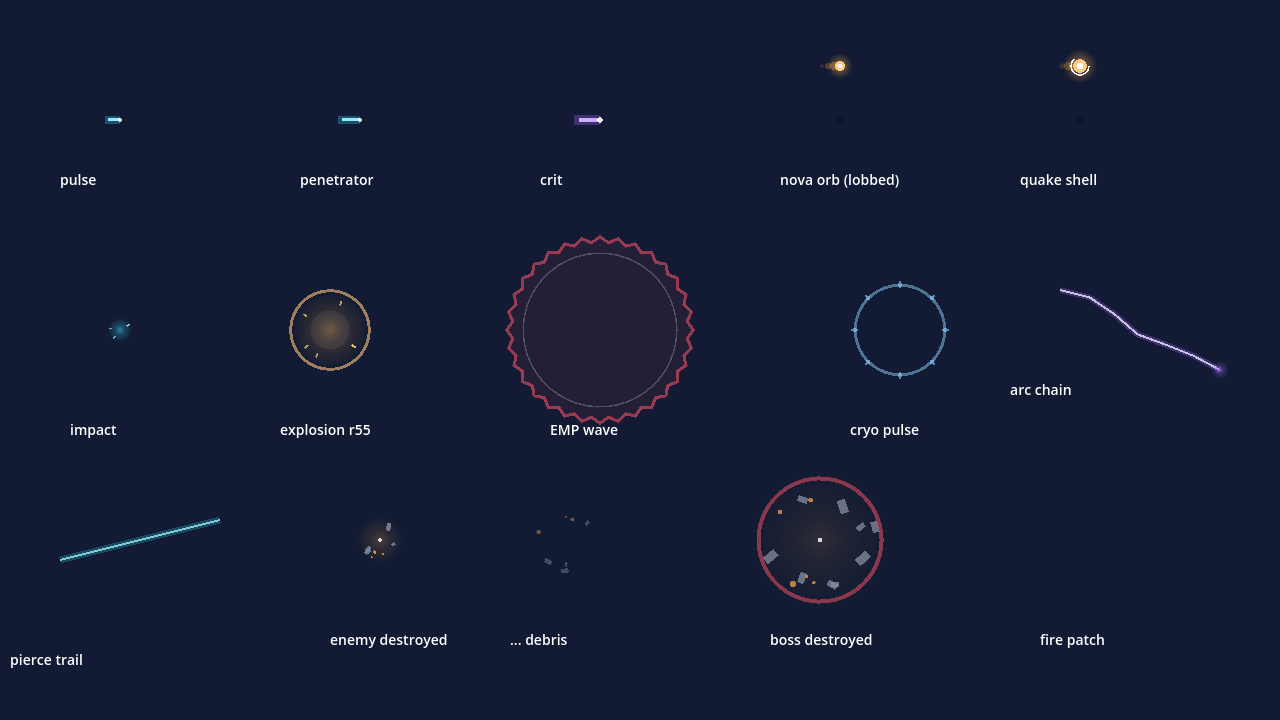 pulse
penetrator
crit
nova orb (lobbed)
quake shell
arc chain
impact
explosion r55
EMP wave
cryo pulse
enemy destroyed
... debris
boss destroyed
fire patch
pierce trail